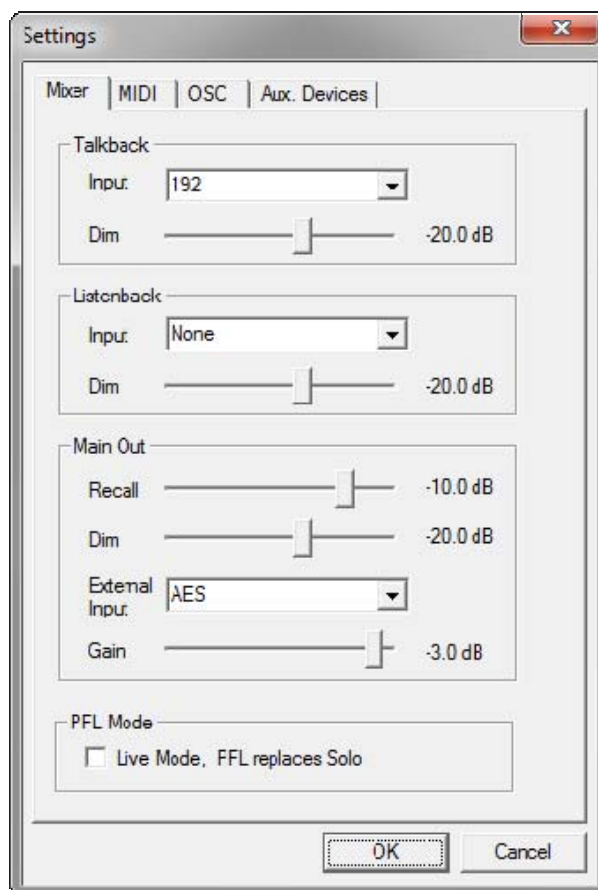 Settings
Mixer MIDI OSC Aux. Devices
Talkback
Input: 192
Dim -20.0 dB
Listenback
Input: None
Dim -20.0 dB
Main Out
Recall -10.0 dB
Dim -20.0 dB
External
Input: AES
Gain -3.0 dB
PFL Mode
Live Mode, FFL replaces Solo
OK Cancel